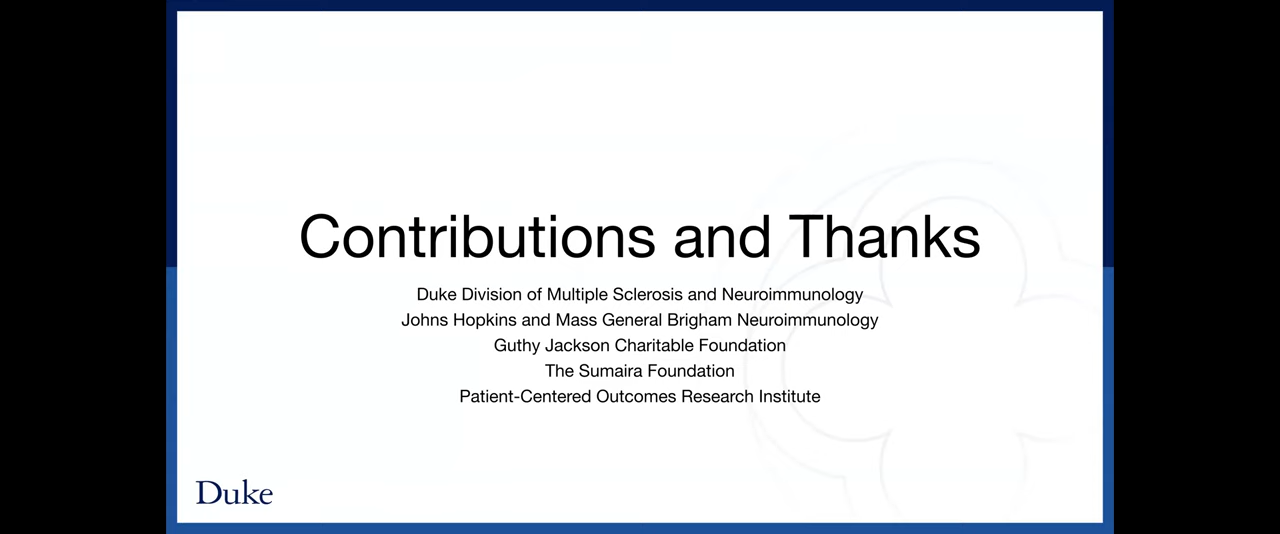 Contributions and Thanks
Duke Division of Multiple Sclerosis and Neuroimmunology
Johns Hopkins and Mass General Brigham Neuroimmunology
Guthy Jackson Charitable Foundation
The Sumaira Foundation
Patient-Centered Outcomes Research Institute
Duke